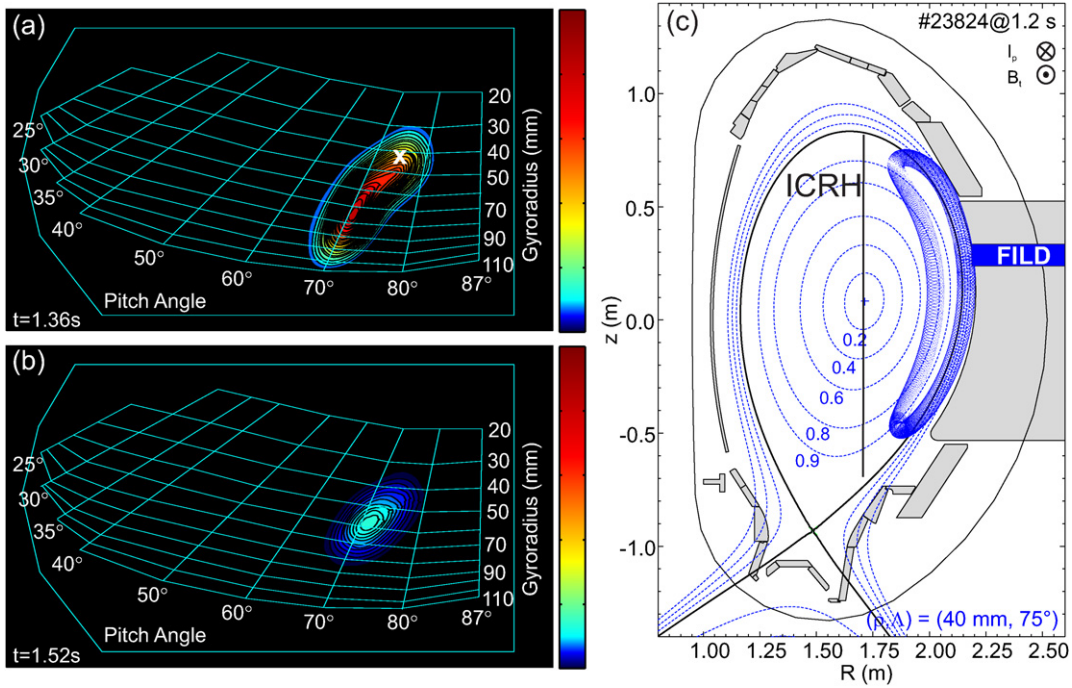 (a)
25°
30°
35°
40°
50°
60°
70°
80°
87°
20
30
40
50
70
90
110
Gyroradius (mm)
Pitch Angle
t=1.36s
x
(b)
25°
30°
35°
40°
50°
60°
70°
80°
87°
20
30
40
50
70
90
110
Gyroradius (mm)
Pitch Angle
t=1.52s
(c)
#23824@1.2 s
Ip
Bt
1.0
0.5
0.0
-0.5
-1.0
z (m)
ICRH
FILD
0.2
0.4
0.6
0.8
0.9
(ρ,Λ) = (40 mm, 75°)
1.00 1.25 1.50 1.75 2.00 2.25 2.50
R (m)